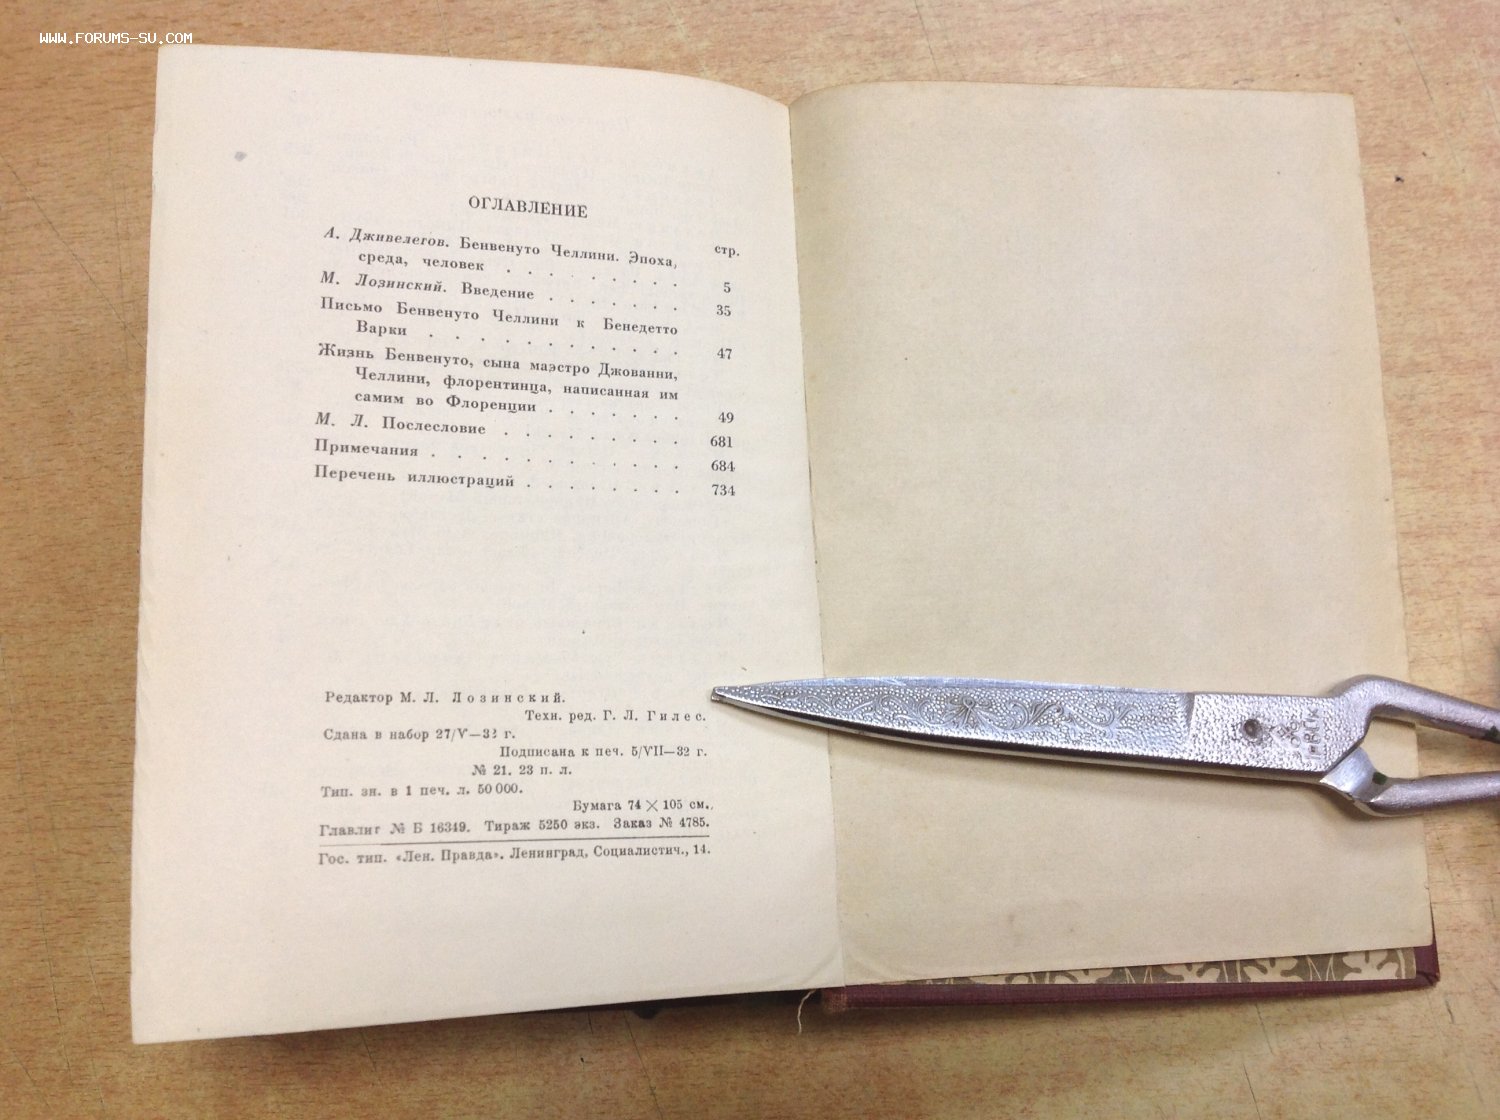 WWW.FORUMS-SU.COM
ОГЛАВЛЕНИЕ
стр.
А. Дживелегов. Бенвенуто Челлини. Эпоха,
среда, человек . . . . . . . . 5
М. Лозинский. Введение . . . . . . . 35
Письмо Бенвенуто Челлини к Бенедетто
Варки . . . . . . . . . . . . 47
Жизнь Бенвенуто, сына маэстро Джованни,
Челлини, флорентинца, написанная им
самим во Флоренции . . . . . . . 49
М. Л. Послесловие . . . . . . . . . 681
Примечания . . . . . . . . . . . . 684
Перечень иллюстраций . . . . . . . . 734
Редактор М. Л. Лозинский.
Техн. ред. Г. Л. Гилес.
Сдана в набор 27/V—32 г.
Подписана к печ. 5/VII—32 г.
№ 21. 23 п. л.
Тип. зн. в 1 печ. л. 50 000.
Бумага 74 × 105 см.
Главлит № Б 16349. Тираж 5250 экз. Заказ № 4785.
Гос. тип. «Лен. Правда». Ленинград, Социалистич., 14.